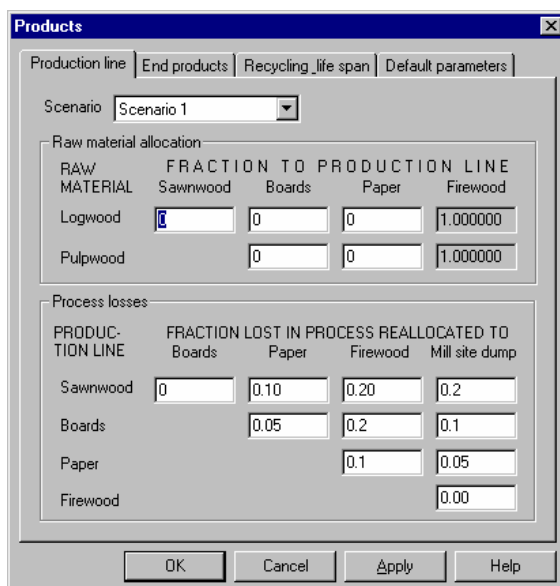 Products
Production line End products Recycling_life span Default parameters
Scenario Scenario 1
Raw material allocation
RAW MATERIAL FRACTION TO PRODUCTION LINE
Sawnwood Boards Paper Firewood
Logwood 0 0 0 1.000000
Pulpwood 0 0 1.000000
Process losses
PRODUC-TION LINE FRACTION LOST IN PROCESS REALLOCATED TO
Boards Paper Firewood Mill site dump
Sawnwood 0 0.10 0.20 0.2
Boards 0.05 0.2 0.1
Paper 0.1 0.05
Firewood 0.00
OK Cancel Apply Help